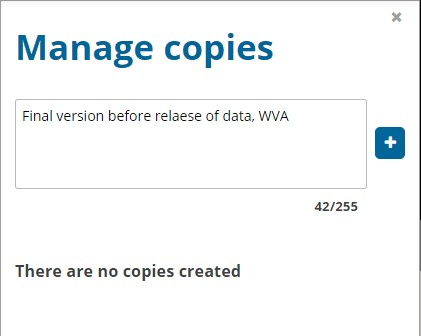 Manage copies
Final version before relaese of data, WVA
42/255
There are no copies created